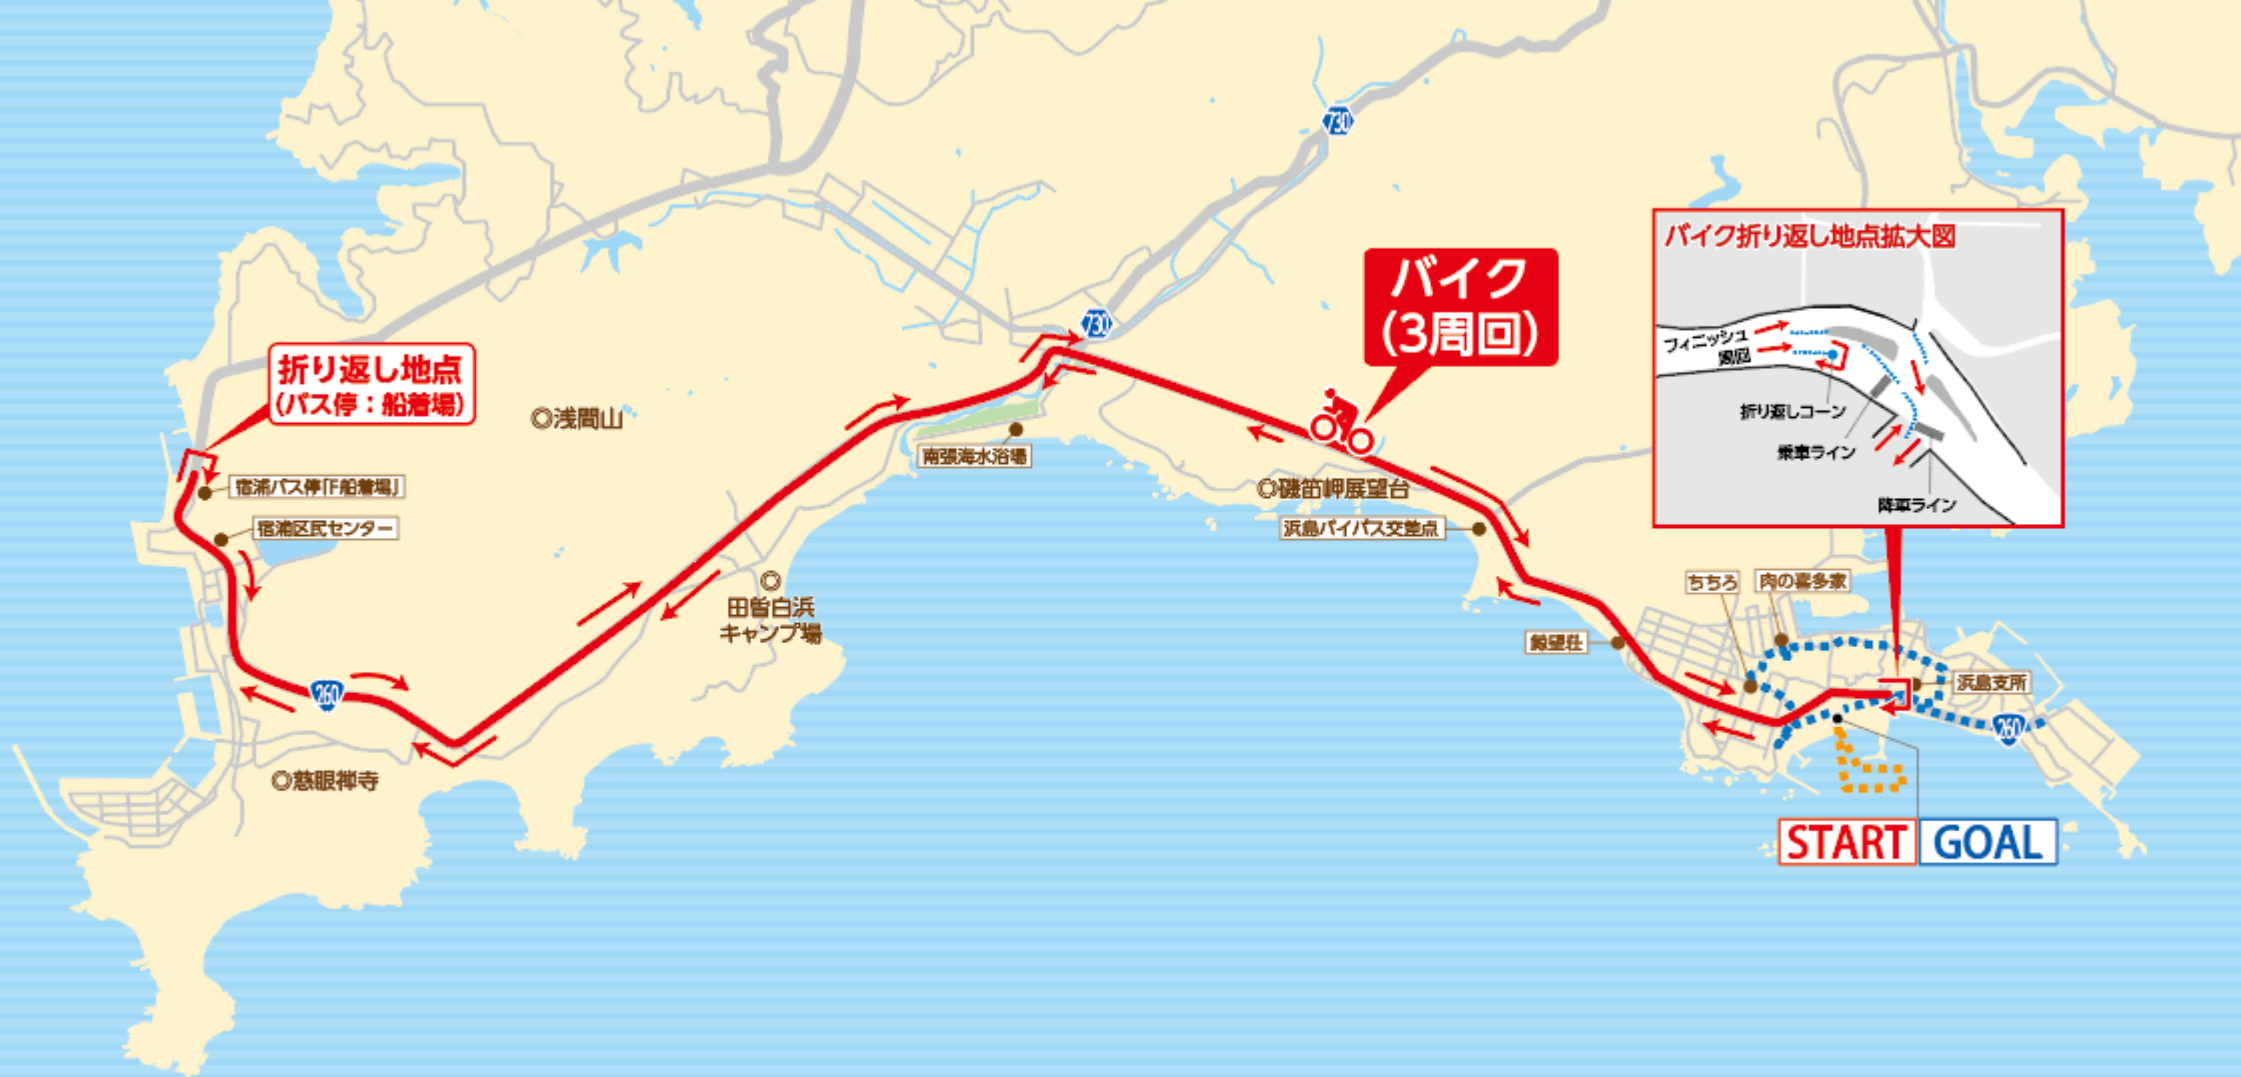 730
バイク
(3周回)
バイク折り返し地点拡大図
フィニッシュ
周回
折り返しコーン
乗車ライン
降車ライン
730
折り返し地点
(バス停：船着場)
◎浅間山
南張海水浴場
宿浦バス停「F船着場」
◎磯笛岬展望台
宿浦区民センター
浜島バイパス交差点
◎
田曽白浜
キャンプ場
ちちろ
肉の喜多家
鯨望荘
浜島支所
260
260
◎慈眼禅寺
START
GOAL